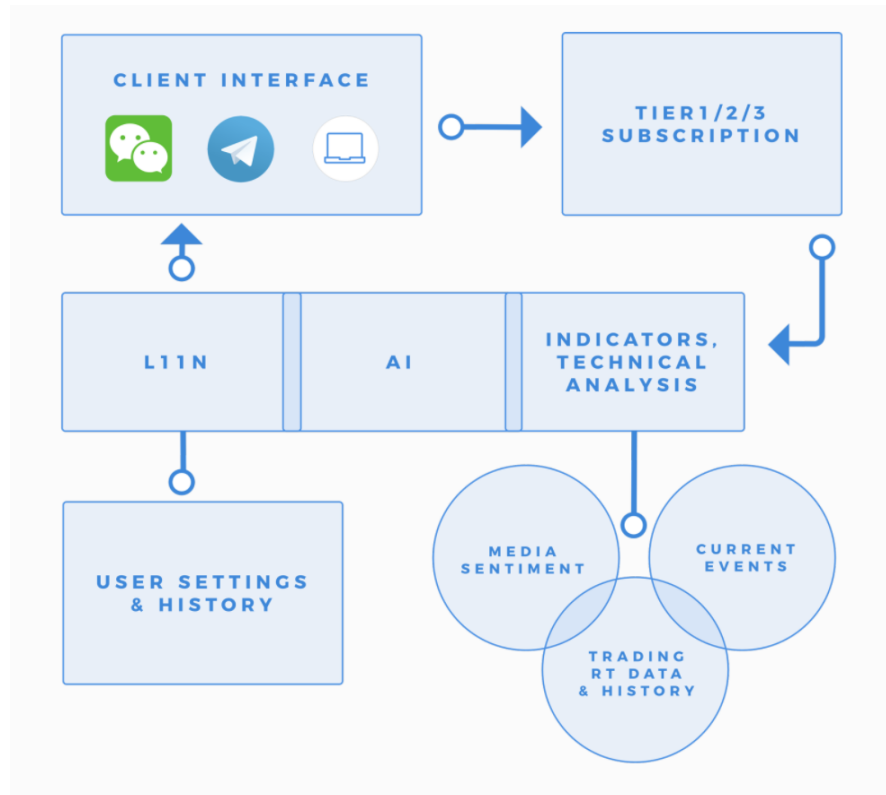 CLIENT INTERFACE
TIER1/2/3
SUBSCRIPTION
L11N
AI
INDICATORS,
TECHNICAL
ANALYSIS
USER SETTINGS
& HISTORY
MEDIA
SENTIMENT
CURRENT
EVENTS
TRADING
RT DATA
& HISTORY